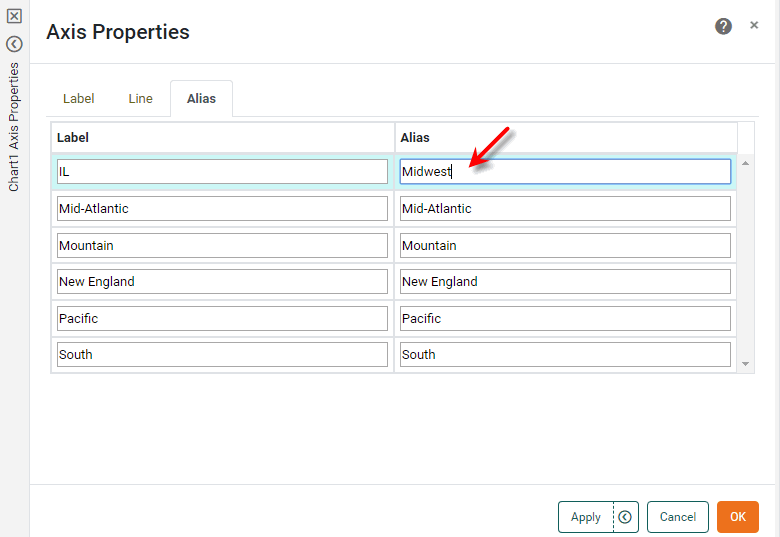 Axis Properties
Chart1 Axis Properties
Label Line Alias
Label Alias
IL Midwest
Mid-Atlantic Mid-Atlantic
Mountain Mountain
New England New England
Pacific Pacific
South South
Apply Cancel OK